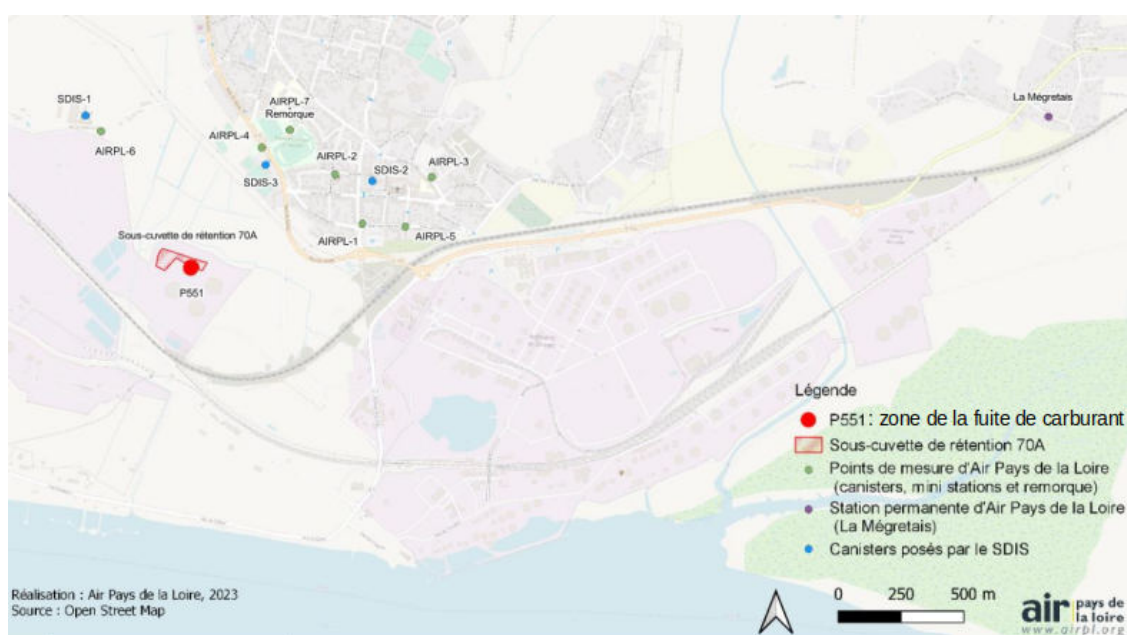 SDIS-1
AIRPL-6
AIRPL-7
Remorque
AIRPL-4
SDIS-3
AIRPL-2
SDIS-2
AIRPL-3
AIRPL-1
AIRPL-5
La Mégretais
Sous-cuvette de rétention 70A
P551
Légende
P551: zone de la fuite de carburant
Sous-cuvette de rétention 70A
Points de mesure d'Air Pays de la Loire
(canisters, mini stations et remorque)
Station permanente d'Air Pays de la Loire
(La Mégretais)
Canisters posés par le SDIS
Réalisation : Air Pays de la Loire, 2023
Source : Open Street Map
0 250 500 m
air pays de
la loire
www.airpl.org